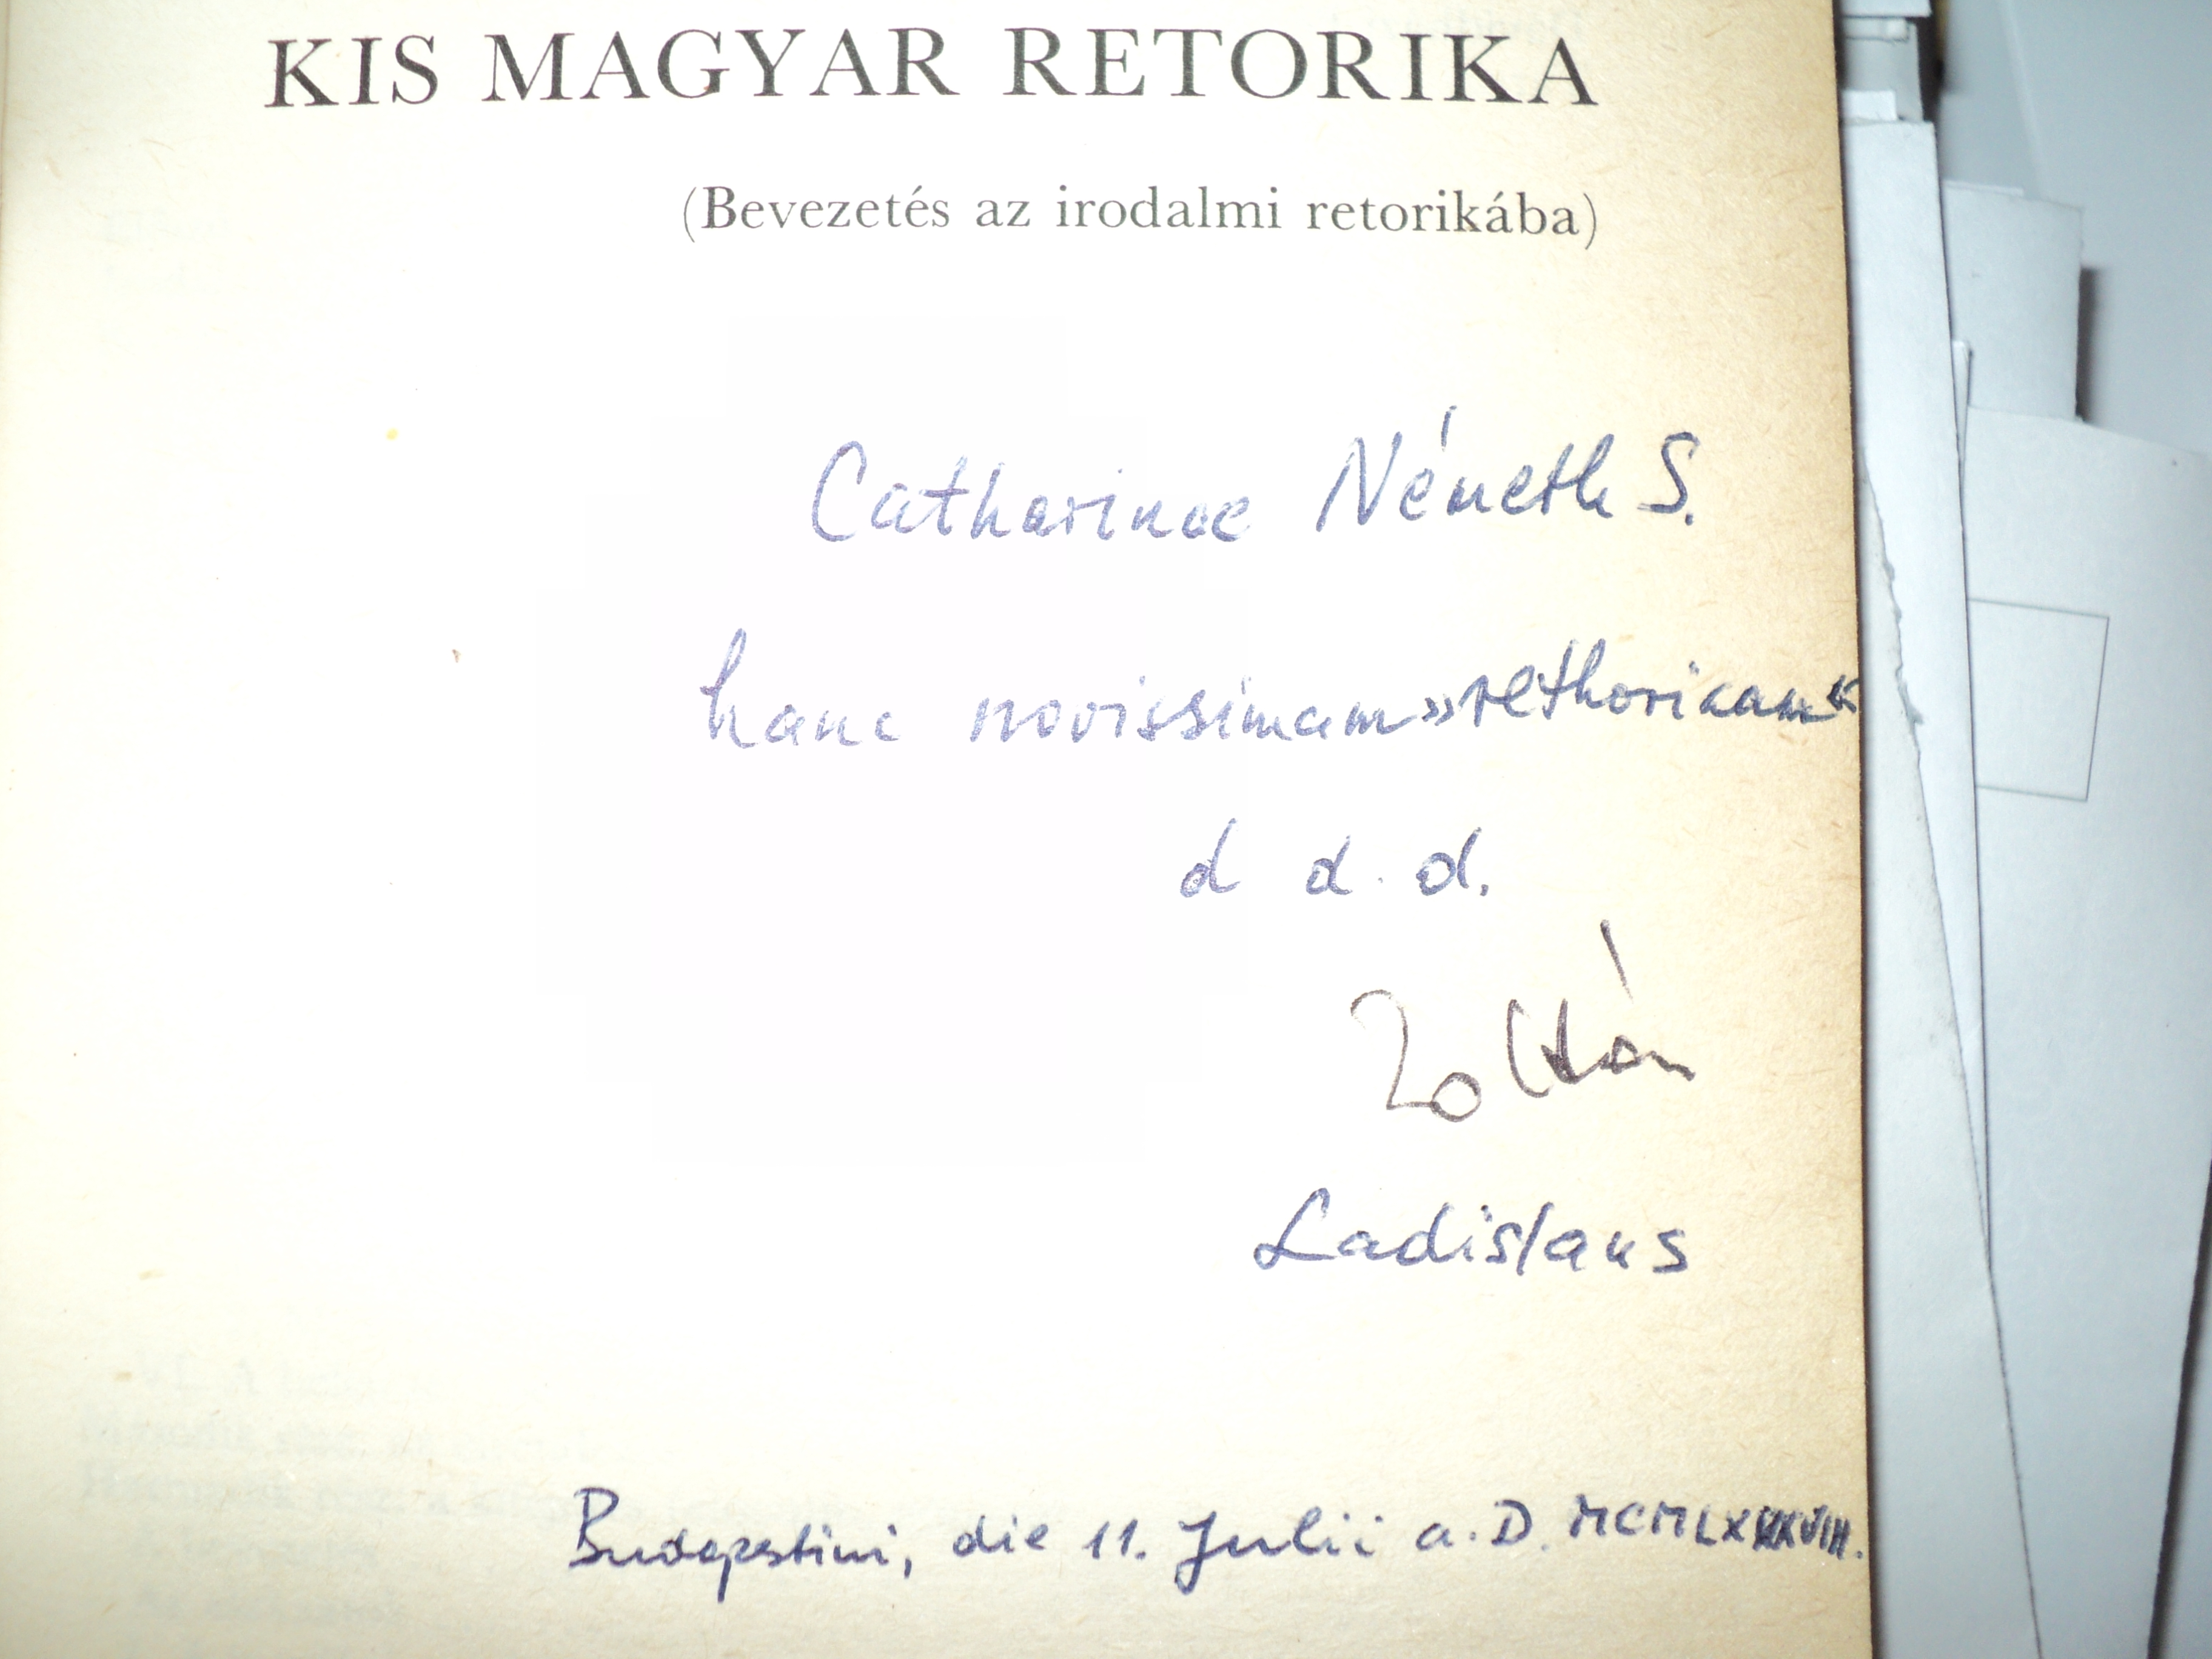 KIS MAGYAR RETORIKA
(Bevezetés az irodalmi retorikába)
Catharinae Németh S.
hanc novissimam »rethoricam«
d d. d.
Zoltán
Ladislaus
Budapestini, die 11. Julii a. D. MCMLXXXVIII.